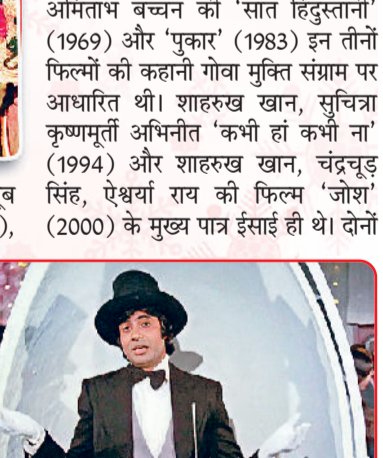 अमिताभ बच्चन की 'सात हिंदुस्तानी'
(1969) और 'पुकार' (1983) इन तीनों
फिल्मों की कहानी गोवा मुक्ति संग्राम पर
आधारित थी। शाहरुख खान, सुचित्रा
कृष्णमूर्ती अभिनीत 'कभी हां कभी ना'
(1994) और शाहरुख खान, चंद्रचूड़
सिंह, ऐश्वर्या राय की फिल्म 'जोश'
(2000) के मुख्य पात्र ईसाई ही थे। दोनों